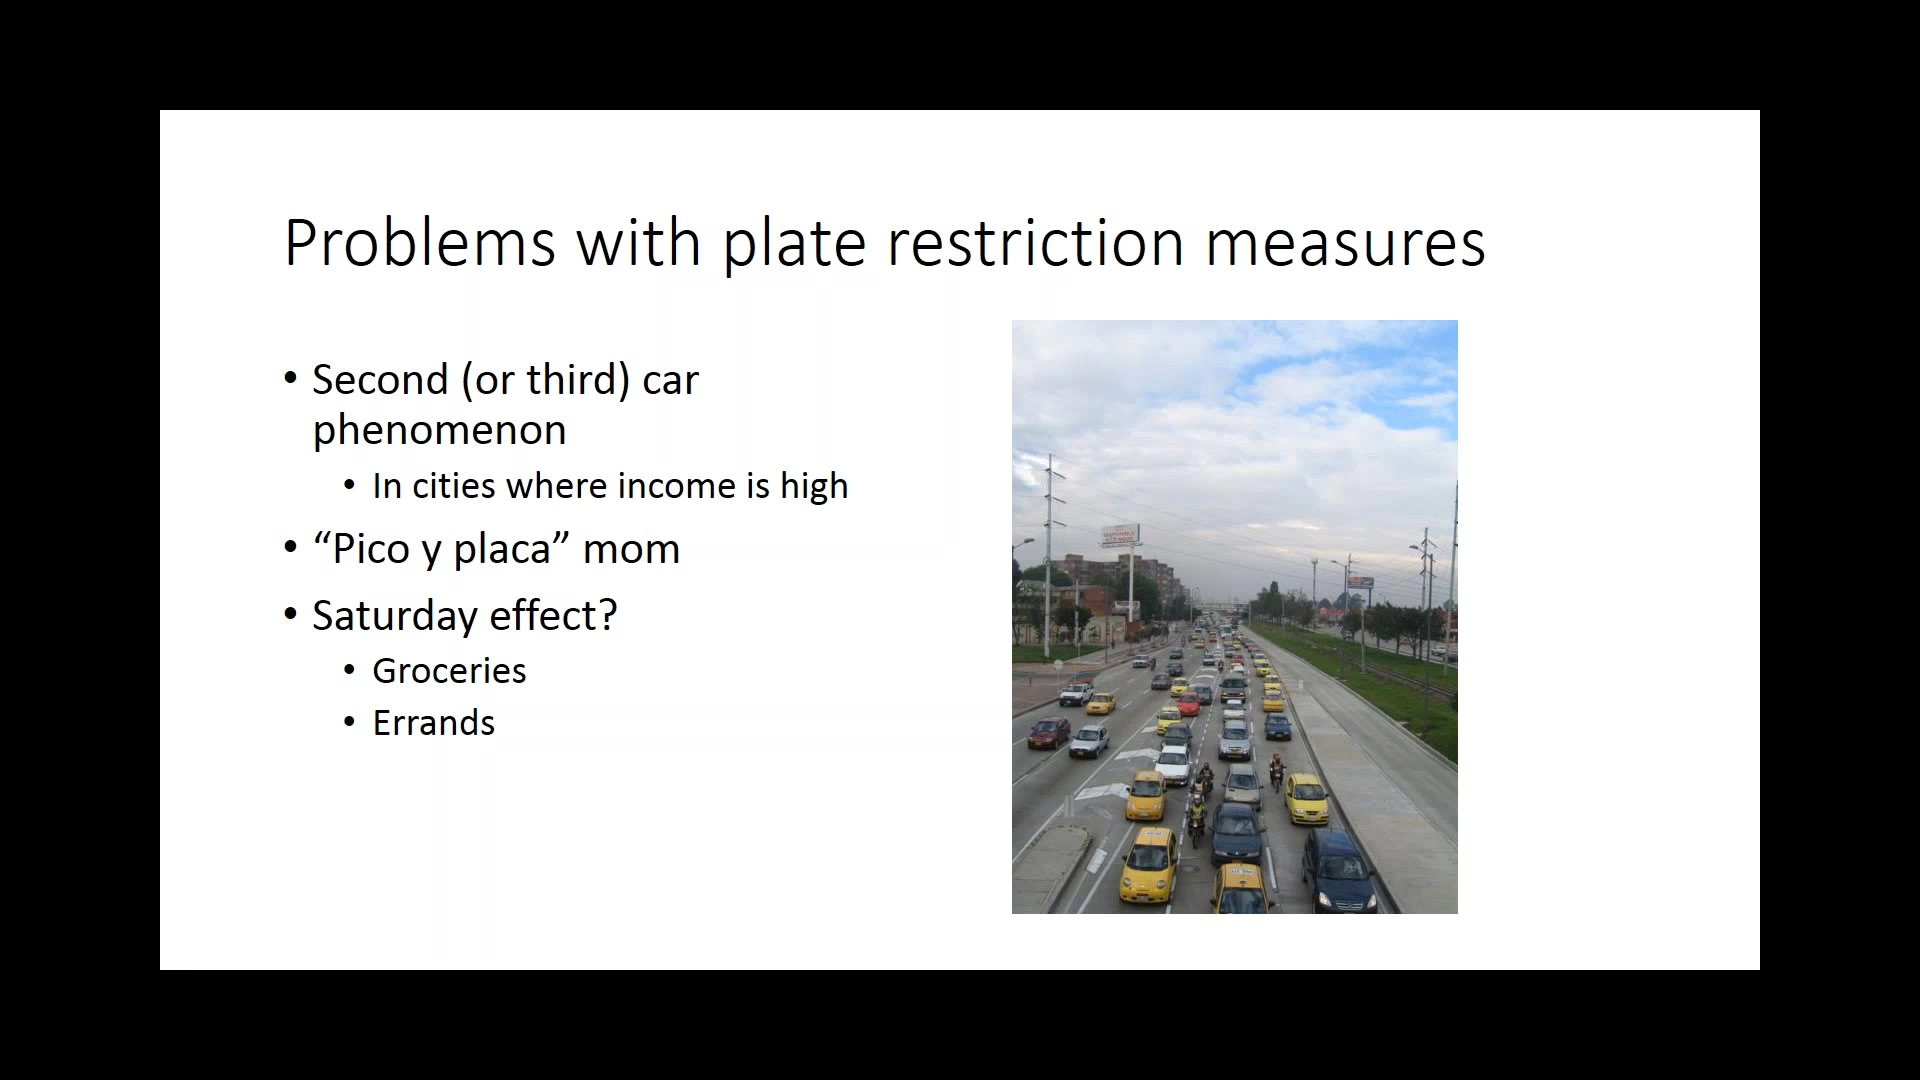 Problems with plate restriction measures
• Second (or third) car
phenomenon
• In cities where income is high
• “Pico y placa” mom
• Saturday effect?
• Groceries
• Errands